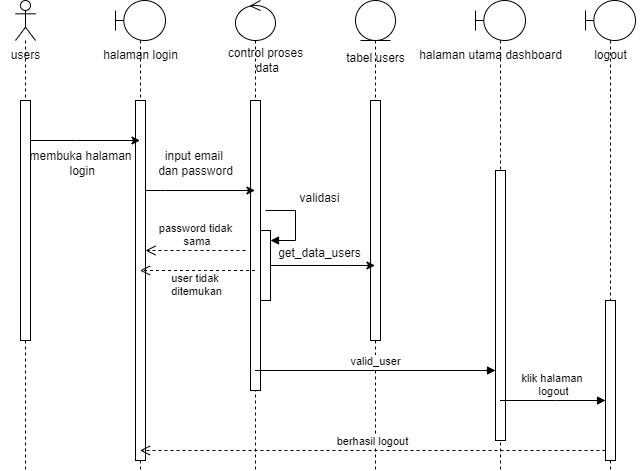 users
halaman login
control proses
data
tabel users
halaman utama dashboard
logout
membuka halaman
login
input email
dan password
validasi
password tidak
sama
get_data_users
user tidak
ditemukan
valid_user
klik halaman
logout
berhasil logout